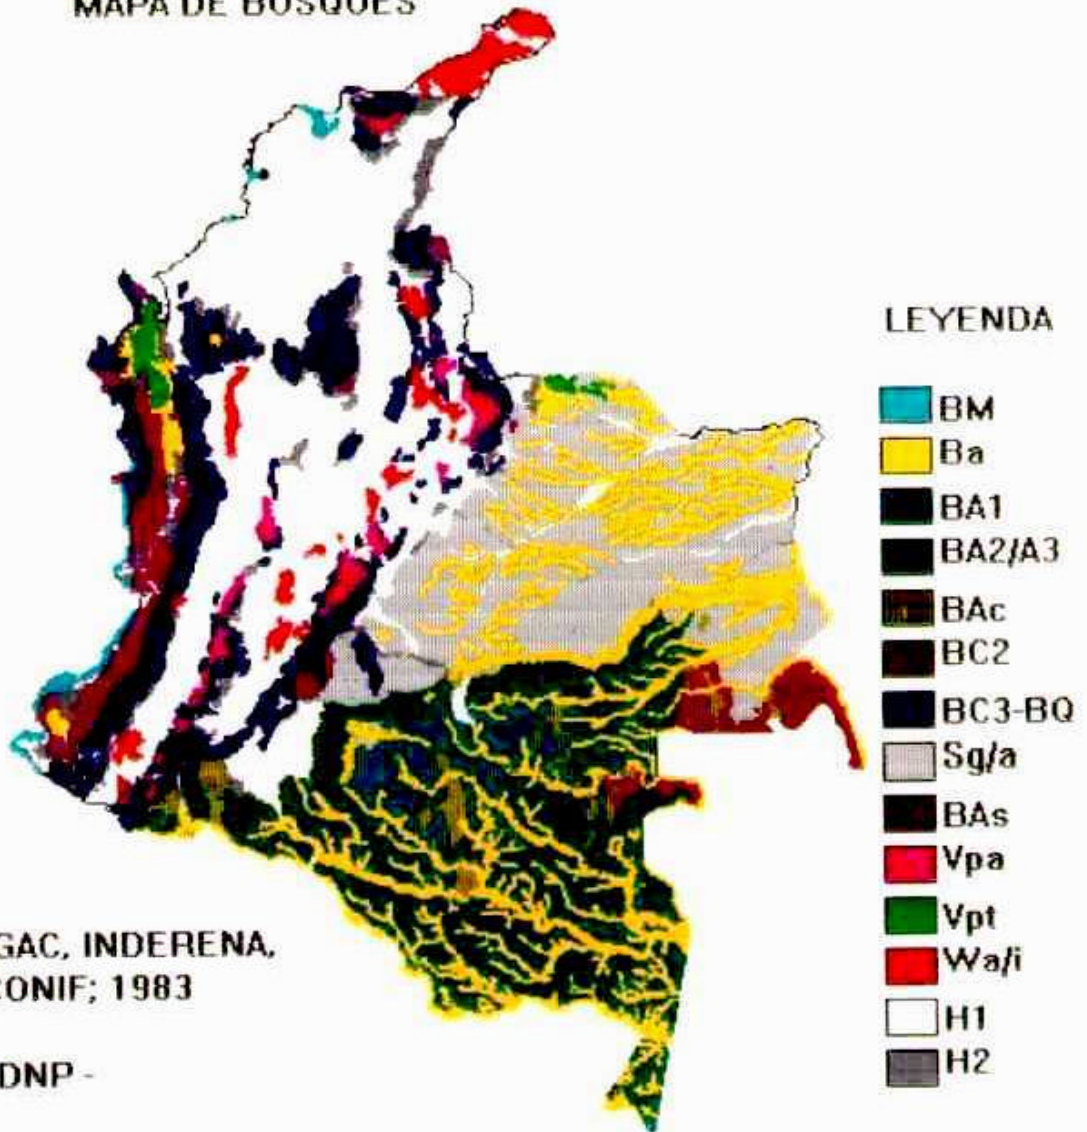 MAPA DE BOSQUES
LEYENDA
BM
Ba
BA1
BA2/A3
BAc
BC2
BC3-BQ
Sg/a
BAs
Vpa
Vpt
Wa/i
H1
H2
GAC, INDERENA,
CONIF; 1983
DNP -